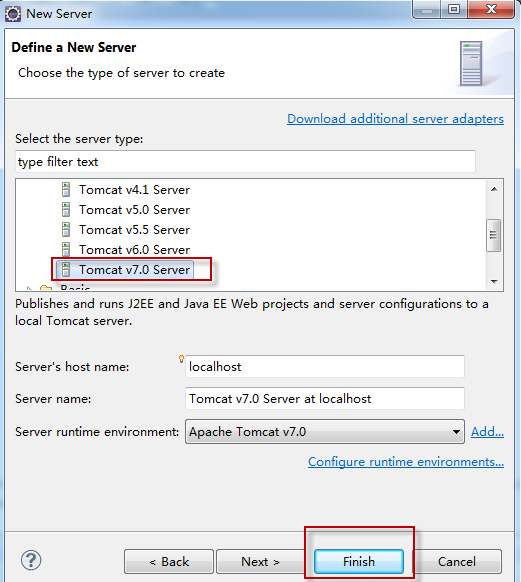 New Server
Define a New Server
Choose the type of server to create
Download additional server adapters
Select the server type:
type filter text
Tomcat v4.1 Server
Tomcat v5.0 Server
Tomcat v5.5 Server
Tomcat v6.0 Server
Tomcat v7.0 Server
Basic
Publishes and runs J2EE and Java EE Web projects and server configurations to a
local Tomcat server.
Server's host name: localhost
Server name: Tomcat v7.0 Server at localhost
Server runtime environment: Apache Tomcat v7.0 Add...
Configure runtime environments...
? < Back Next > Finish Cancel